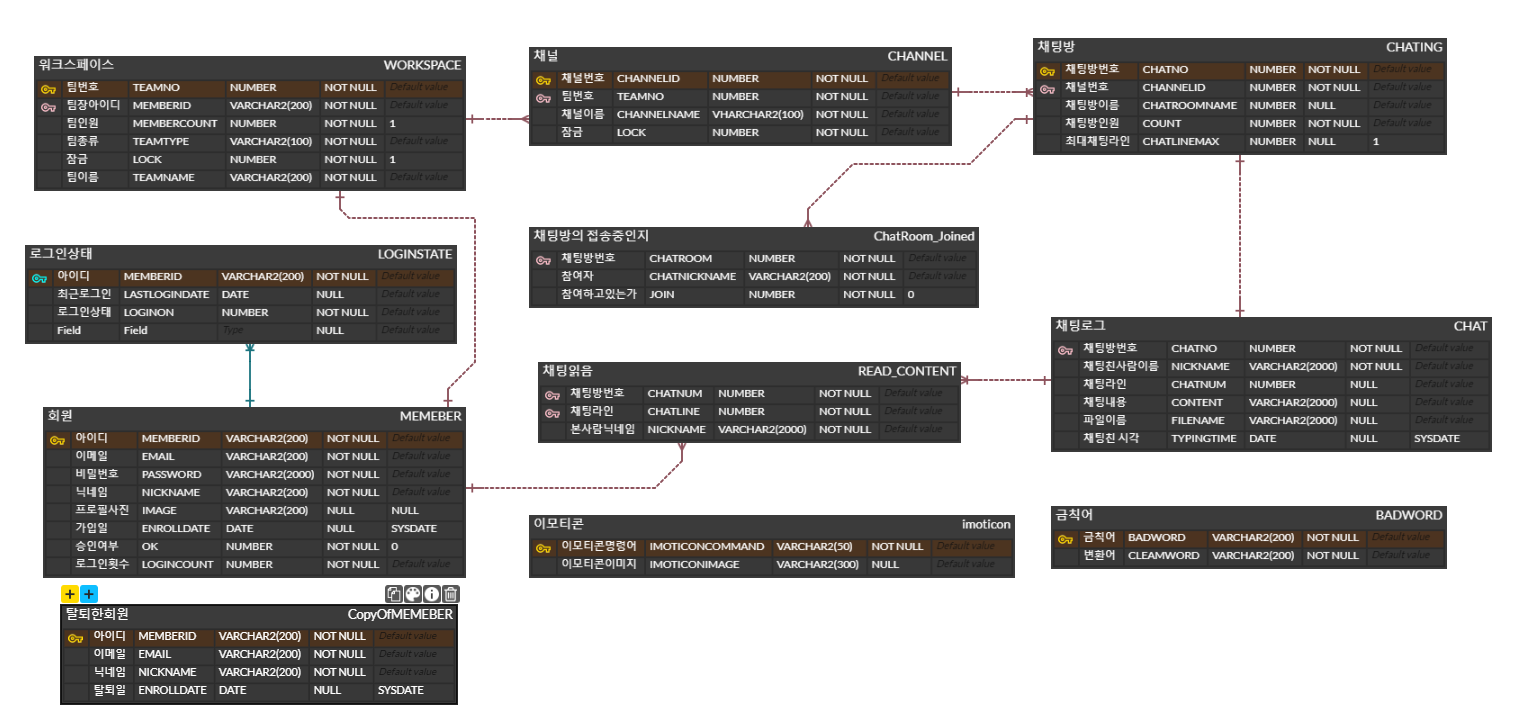 워크스페이스 WORKSPACE
팀번호 TEAMNO NUMBER NOT NULL Default value
팀장아이디 MEMBERID VARCHAR2(200) NOT NULL Default value
팀인원 MEMBERCOUNT NUMBER NOT NULL 1
팀종류 TEAMTYPE VARCHAR2(100) NOT NULL Default value
잠금 LOCK NUMBER NOT NULL 1
팀이름 TEAMNAME VARCHAR2(200) NOT NULL Default value
채널 CHANNEL
채널번호 CHANNELID NUMBER NOT NULL Default value
팀번호 TEAMNO NUMBER NOT NULL Default value
채널이름 CHANNELNAME VHARCHAR2(100) NOT NULL Default value
잠금 LOCK NUMBER NOT NULL Default value
채팅방 CHATING
채팅방번호 CHATNO NUMBER NOT NULL Default value
채널번호 CHANNELID NUMBER NOT NULL Default value
채팅방이름 CHATROOMNAME NUMBER NULL Default value
채팅방인원 COUNT NUMBER NOT NULL Default value
최대채팅라인 CHATLINEMAX NUMBER NULL 1
로그인상태 LOGINSTATE
아이디 MEMBERID VARCHAR2(200) NOT NULL Default value
최근로그인 LASTLOGINDATE DATE NULL Default value
로그인상태 LOGINON NUMBER NOT NULL Default value
Field Field Type NULL Default value
채팅방의 접송중인지 ChatRoom_Joined
채팅방번호 CHATROOM NUMBER NOT NULL Default value
참여자 CHATNICKNAME VARCHAR2(200) NOT NULL Default value
참여하고있는가 JOIN NUMBER NOT NULL 0
채팅로그 CHAT
채팅방번호 CHATNO NUMBER NOT NULL Default value
채팅친사람이름 NICKNAME VARCHAR2(2000) NOT NULL Default value
채팅라인 CHATNUM NUMBER NULL Default value
채팅내용 CONTENT VARCHAR2(2000) NULL Default value
파일이름 FILENAME VARCHAR2(2000) NULL Default value
채팅친 시각 TYPINGTIME DATE NULL SYSDATE
채팅읽음 READ_CONTENT
채팅방번호 CHATNUM NUMBER NOT NULL Default value
채팅라인 CHATLINE NUMBER NOT NULL Default value
본사람닉네임 NICKNAME VARCHAR2(2000) NOT NULL Default value
회원 MEMEBER
아이디 MEMBERID VARCHAR2(200) NOT NULL Default value
이메일 EMAIL VARCHAR2(200) NOT NULL Default value
비밀번호 PASSWORD VARCHAR2(2000) NOT NULL Default value
닉네임 NICKNAME VARCHAR2(200) NOT NULL Default value
프로필사진 IMAGE VARCHAR2(200) NULL NULL
가입일 ENROLLDATE DATE NULL SYSDATE
승인여부 OK NUMBER NOT NULL 0
로그인횟수 LOGINCOUNT NUMBER NOT NULL Default value
이모티콘 imoticon
이모티콘명령어 IMOTICONCOMMAND VARCHAR2(50) NOT NULL Default value
이모티콘이미지 IMOTICONIMAGE VARCHAR2(300) NULL Default value
금칙어 BADWORD
금칙어 BADWORD VARCHAR2(200) NOT NULL Default value
변환어 CLEAMWORD VARCHAR2(200) NOT NULL Default value
탈퇴한회원 CopyOfMEMEBER
아이디 MEMBERID VARCHAR2(200) NOT NULL Default value
이메일 EMAIL VARCHAR2(200) NOT NULL Default value
닉네임 NICKNAME VARCHAR2(200) NOT NULL Default value
탈퇴일 ENROLLDATE DATE NULL SYSDATE